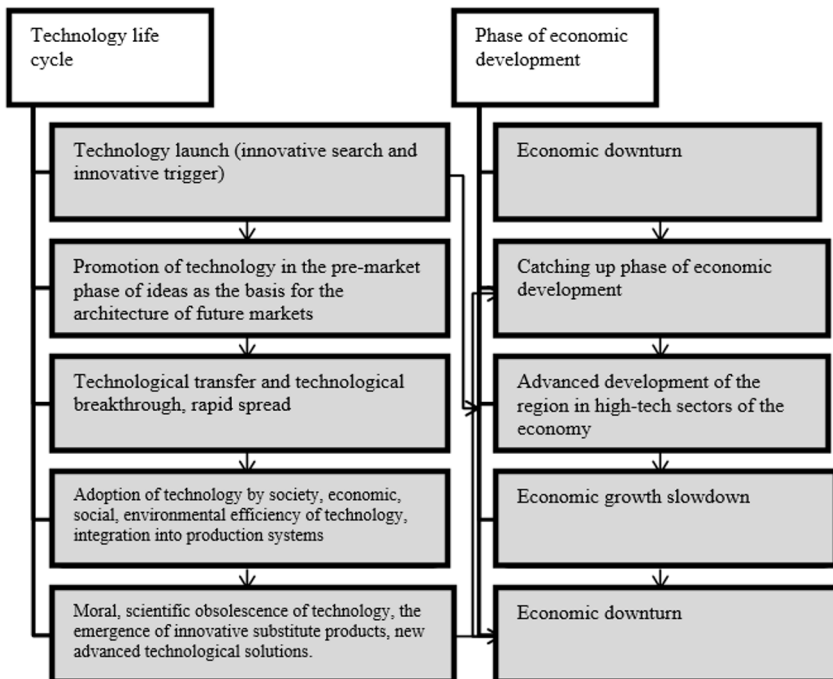 Technology life
cycle
Phase of economic
development
Technology launch (innovative search and
innovative trigger)
Economic downturn
Promotion of technology in the pre-market
phase of ideas as the basis for the
architecture of future markets
Catching up phase of economic
development
Technological transfer and technological
breakthrough, rapid spread
Advanced development of the
region in high-tech sectors of the
economy
Adoption of technology by society, economic,
social, environmental efficiency of technology,
integration into production systems
Economic growth slowdown
Moral, scientific obsolescence of technology, the
emergence of innovative substitute products, new
advanced technological solutions.
Economic downturn